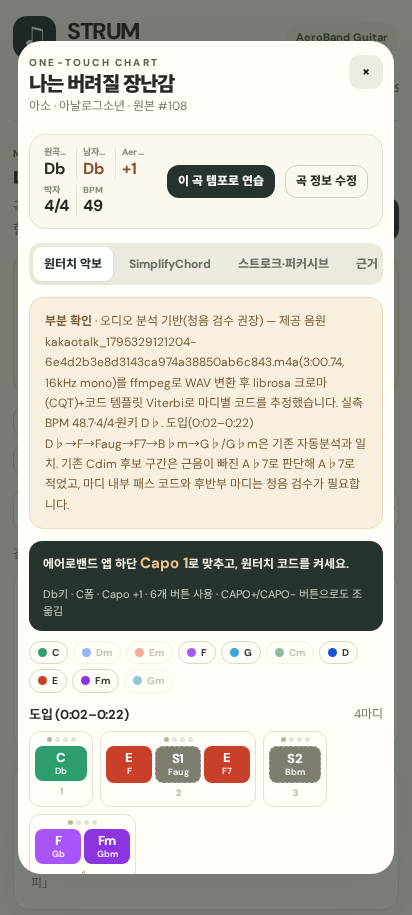 STRUM
AeroBand Guitar
ONE-TOUCH CHART
나는 버려질 장난감
아소 · 아날로그소년 · 원본 #108
×
원곡… 남자… Aer…
Db Db +1
박자 BPM
4/4 49
이 곡 템포로 연습
곡 정보 수정
원터치 악보 SimplifyChord 스트로크·퍼커시브 근거
부분 확인 · 오디오 분석 기반(청음 검수 권장) — 제공 음원
kakaotalk_1795329121204-
6e4d2b3e8d3143ca974a38850ab6c843.m4a(3:00.74,
16kHz mono)를 ffmpeg로 WAV 변환 후 librosa 크로마
(CQT)+코드 템플릿 Viterbi로 마디별 코드를 추정했습니다. 실측
BPM 48.7·4/4·원키 D♭. 도입(0:02–0:22)
D♭→F→Faug→F7→B♭m→G♭/G♭m은 기존 자동분석과 일
치. 기존 Cdim 후보 구간은 근음이 빠진 A♭7로 판단해 A♭7로
적었고, 마디 내부 패스 코드와 후반부 마디는 청음 검수가 필요합
니다.
에어로밴드 앱 하단 Capo 1로 맞추고, 원터치 코드를 켜세요.
Db키 · C폼 · Capo +1 · 6개 버튼 사용 · CAPO+/CAPO− 버튼으로도 조
옮김
C Dm Em F G Cm D
E Fm Gm
도입 (0:02–0:22)
4마디
C E S1 E S2
Db F Faug F7 Bbm
1 2 3
F Fm
Gb Gbm
피」